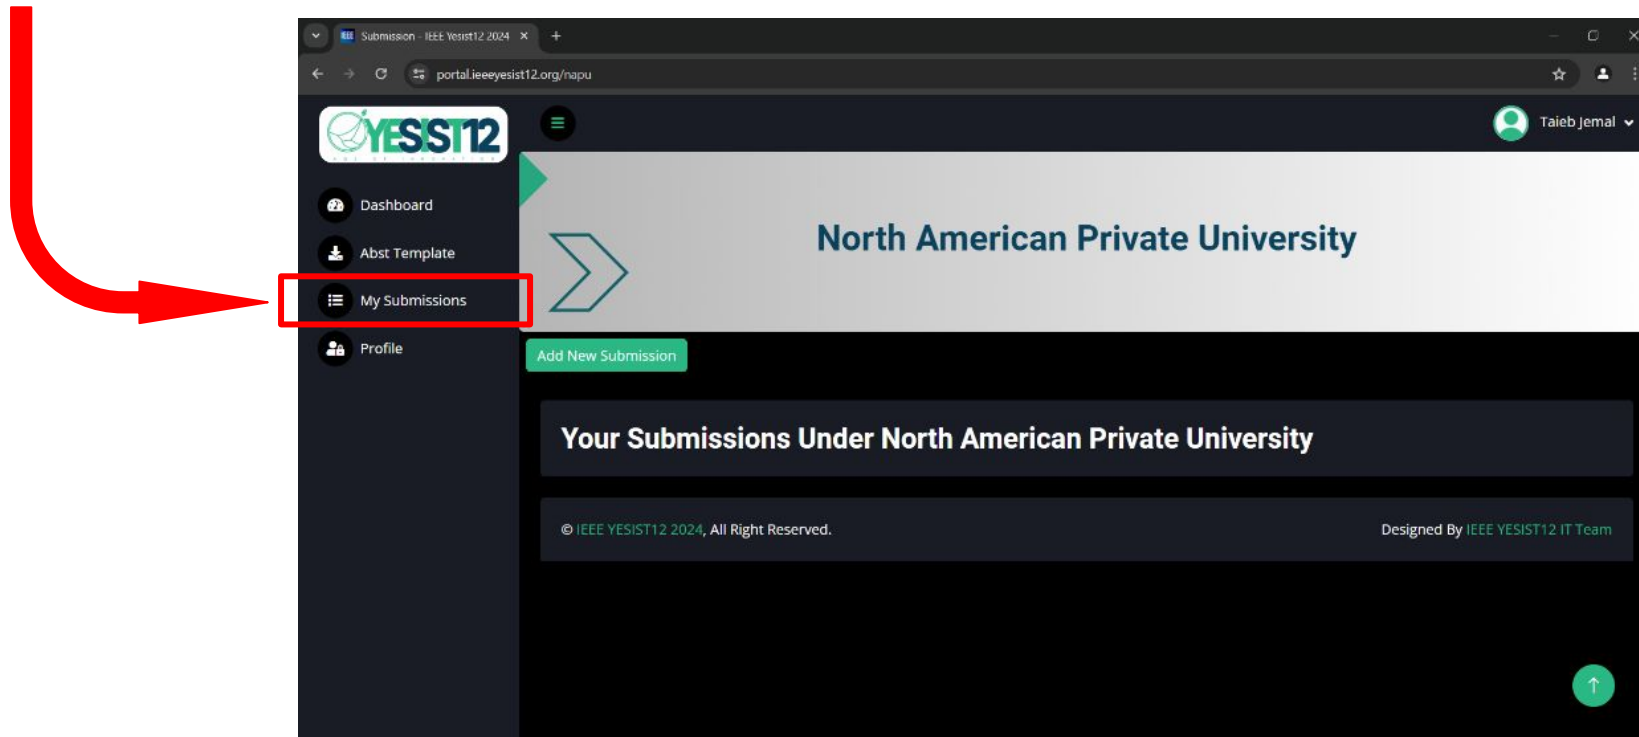 Submission - IEEE Yesist12 2024
portal.ieeeyesist12.org/napu
YESIST12
Taieb Jemal
Dashboard
Abst Template
My Submissions
Profile
North American Private University
Add New Submission
Your Submissions Under North American Private University
© IEEE YESIST12 2024, All Right Reserved.
Designed By IEEE YESIST12 IT Team